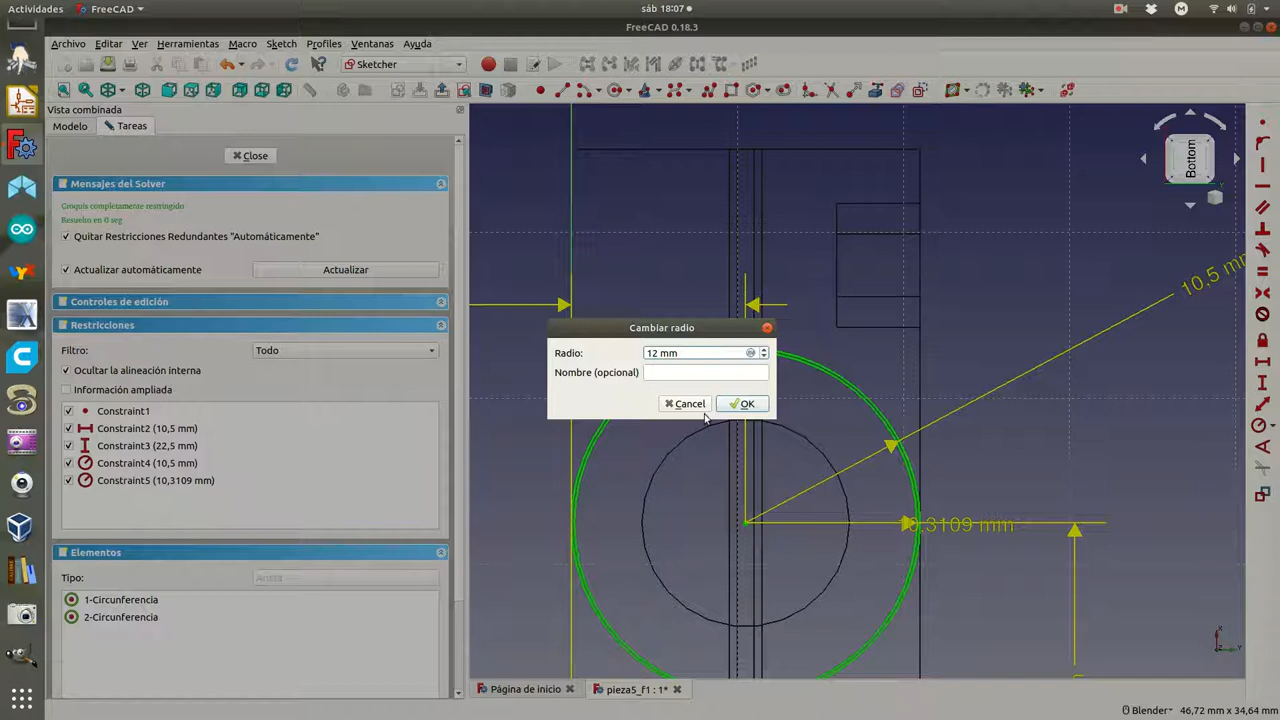 Actividades
FreeCAD
sáb 18:07
FreeCAD 0.18.3
Archivo Editar Ver Herramientas Macro Sketch Profiles Ventanas Ayuda
Sketcher
Vista combinada
Modelo
Tareas
Close
Mensajes del Solver
Croquis completamente restringido
Resuelto en 0 seg
Quitar Restricciones Redundantes "Automáticamente"
Actualizar automáticamente
Actualizar
Controles de edición
Restricciones
Filtro:
Todo
Ocultar la alineación interna
Información ampliada
Constraint1
Constraint2 (10,5 mm)
Constraint3 (22,5 mm)
Constraint4 (10,5 mm)
Constraint5 (10,3109 mm)
Elementos
Tipo:
Arista
1-Circunferencia
2-Circunferencia
Bottom
10.5 mm
Cambiar radio
Radio:
12 mm
Nombre (opcional)
Cancel
OK
0.3109 mm
Página de inicio
pieza5_f1 : 1*
Blender
46,72 mm x 34,64 mm